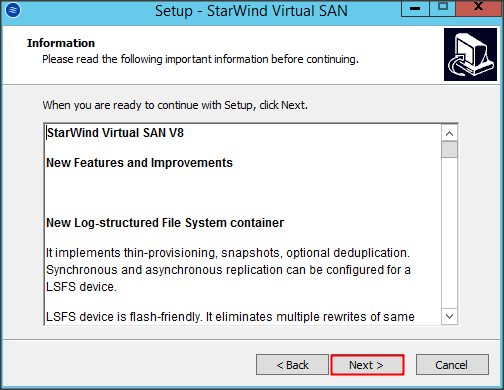 Setup - StarWind Virtual SAN
Information
Please read the following important information before continuing.
When you are ready to continue with Setup, click Next.
StarWind Virtual SAN V8
New Features and Improvements
New Log-structured File System container
It implements thin-provisioning, snapshots, optional deduplication.
Synchronous and asynchronous replication can be configured for a
LSFS device.
LSFS device is flash-friendly. It eliminates multiple rewrites of same
< Back
Next >
Cancel